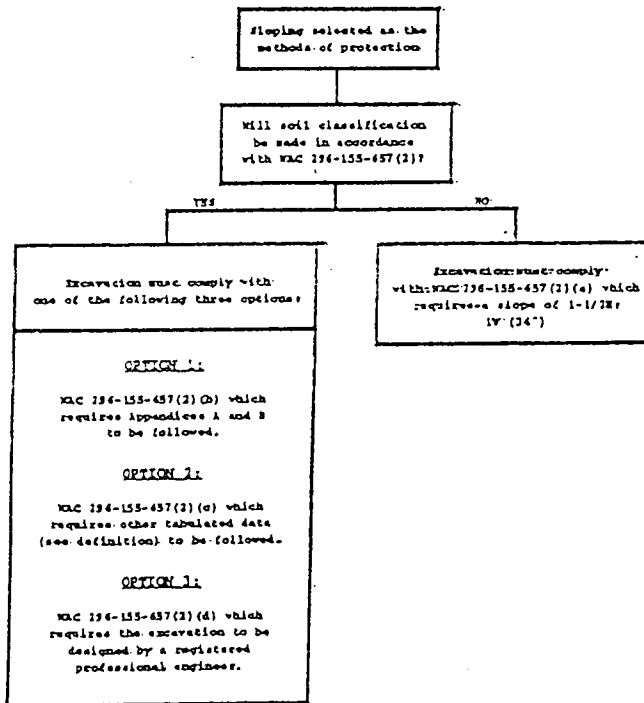 Sloping selected as the
methods of protection
Will soil classification
be made in accordance
with WAC 296-155-657(2)?
YES
NO
Excavation must comply with
one of the following three options:
Excavation must comply
with WAC 296-155-657(2)(a) which
requires a slope of 1-1/2H:
1V (34°)
OPTION 1:
WAC 296-155-657(2)(b) which
requires Appendices A and B
to be followed.
OPTION 2:
WAC 296-155-657(2)(c) which
requires other tabulated data
(see definition) to be followed.
OPTION 3:
WAC 296-155-657(2)(d) which
requires the excavation to be
designed by a registered
professional engineer.